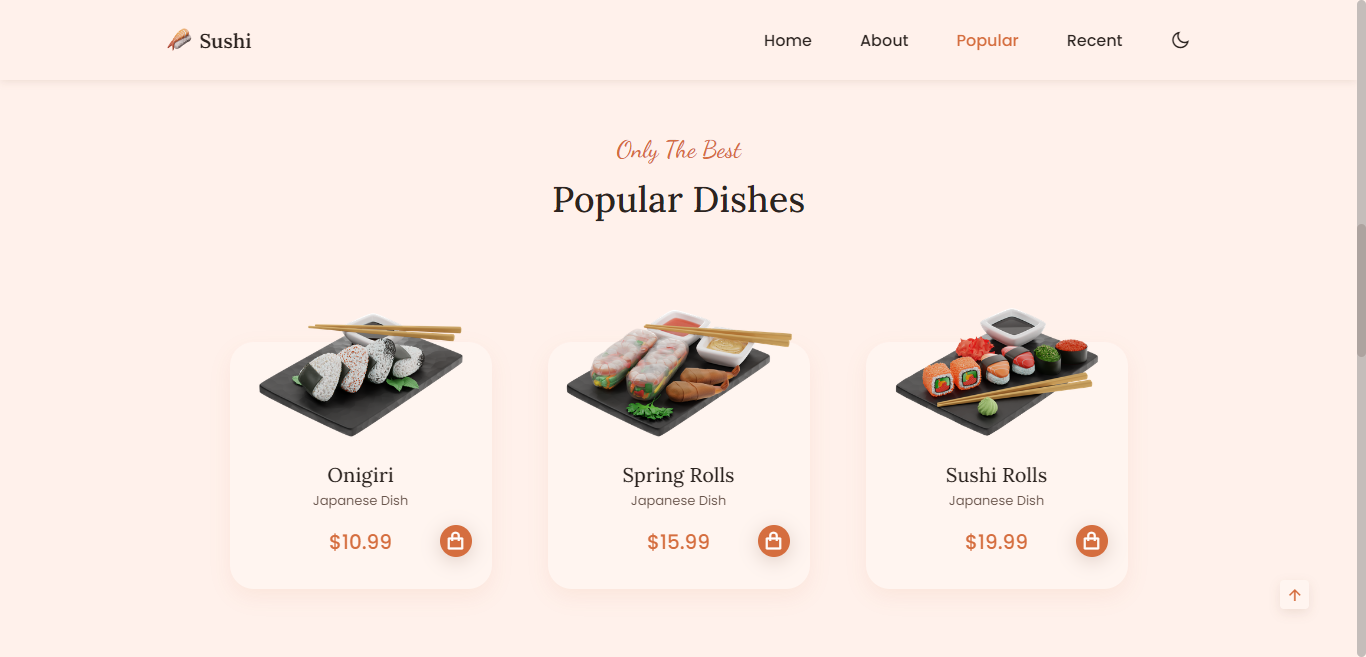 Sushi
Home About Popular Recent
Only The Best
Popular Dishes
Onigiri
Japanese Dish
$10.99
Spring Rolls
Japanese Dish
$15.99
Sushi Rolls
Japanese Dish
$19.99